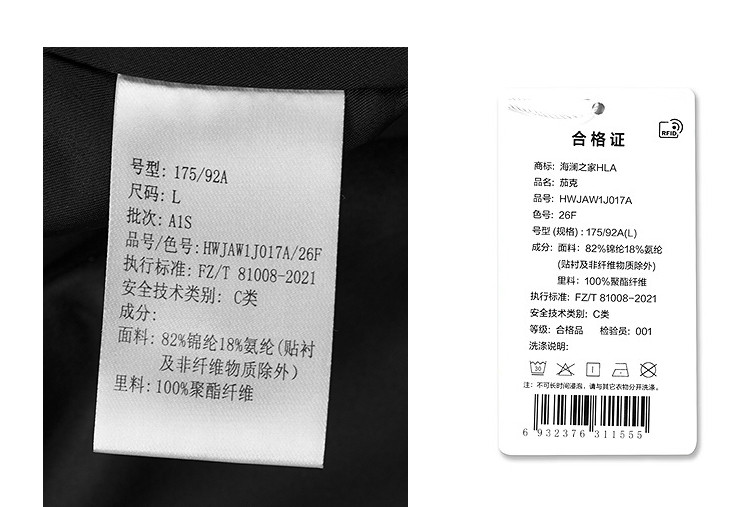 号型: 175/92A
尺码: L
批次: A1S
品号/色号: HWJAW1J017A/26F
执行标准: FZ/T 81008-2021
安全技术类别: C类
成分:
面料: 82%锦纶18%氨纶(贴衬
及非纤维物质除外)
里料: 100%聚酯纤维
RFID
合格证
商标: 海澜之家HLA
品名: 茄克
品号: HWJAW1J017A
色号: 26F
号型 (规格) : 175/92A(L)
成分: 面料: 82%锦纶18%氨纶
(贴衬及非纤维物质除外)
里料: 100%聚酯纤维
执行标准: FZ/T 81008-2021
安全技术类别: C类
等级: 合格品 检验员: 001
洗涤说明:
30
注: 不可长时间浸泡, 请与其它衣物分开洗涤.
6 932376 311555